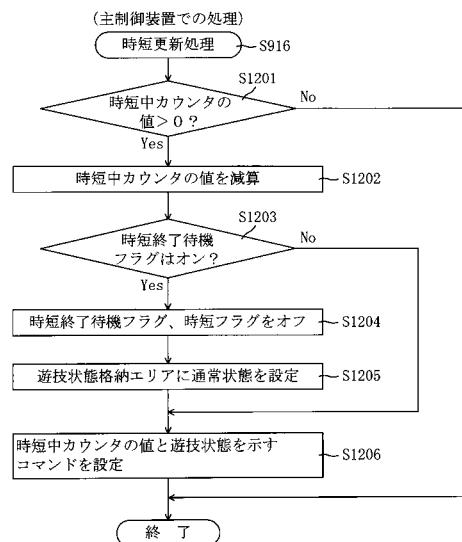 (主制御装置での処理)
時短更新処理
S916
S1201
時短中カウンタの
値>0?
No
Yes
時短中カウンタの値を減算
S1202
S1203
時短終了待機
フラグはオン?
No
Yes
時短終了待機フラグ、時短フラグをオフ
S1204
遊技状態格納エリアに通常状態を設定
S1205
時短中カウンタの値と遊技状態を示す
コマンドを設定
S1206
終 了